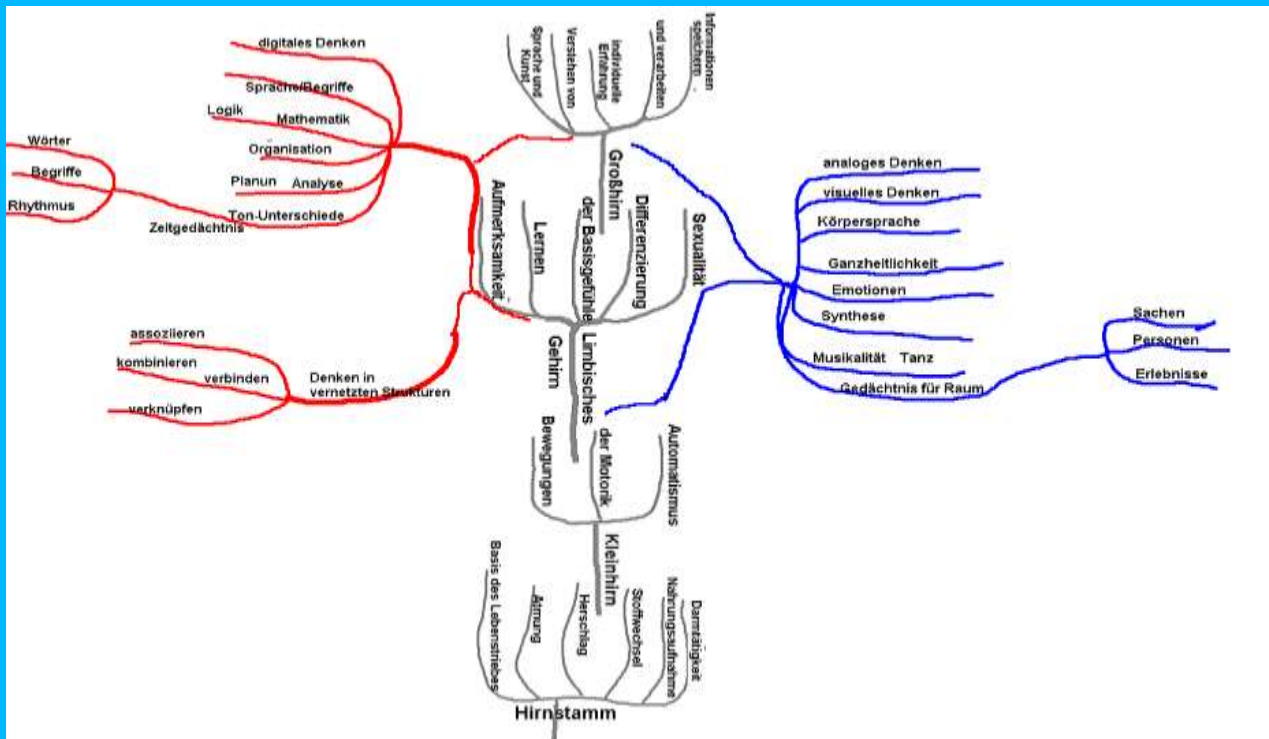 digitales Denken
Sprache/Begriffe
Logik
Mathematik
Organisation
Planun
Analyse
Ton-Unterschiede
Zeitgedächtnis
Wörter
Begriffe
Rhythmus
assoziieren
kombinieren
verbinden
verknüpfen
Denken in
vernetzten Strukturen
Informationen
speichern
und verarbeiten
individuelle
Erfahrung
Verstehen von
Sprache und
Kunst
Großhirn
Sexualität
Differenzierung
der Basisgefühle
Lernen
Aufmerksamkeit
Limbisches
Gehirn
Automatismus
der Motorik
Bewegungen
Kleinhirn
Darmtätigkeit
Nahrungsaufnahme
Stoffwechsel
Herschlag
Atmung
Basis des Lebenstriebes
Hirnstamm
analoges Denken
visuelles Denken
Körpersprache
Ganzheitlichkeit
Emotionen
Synthese
Musikalität
Tanz
Gedächtnis für Raum
Sachen
Personen
Erlebnisse